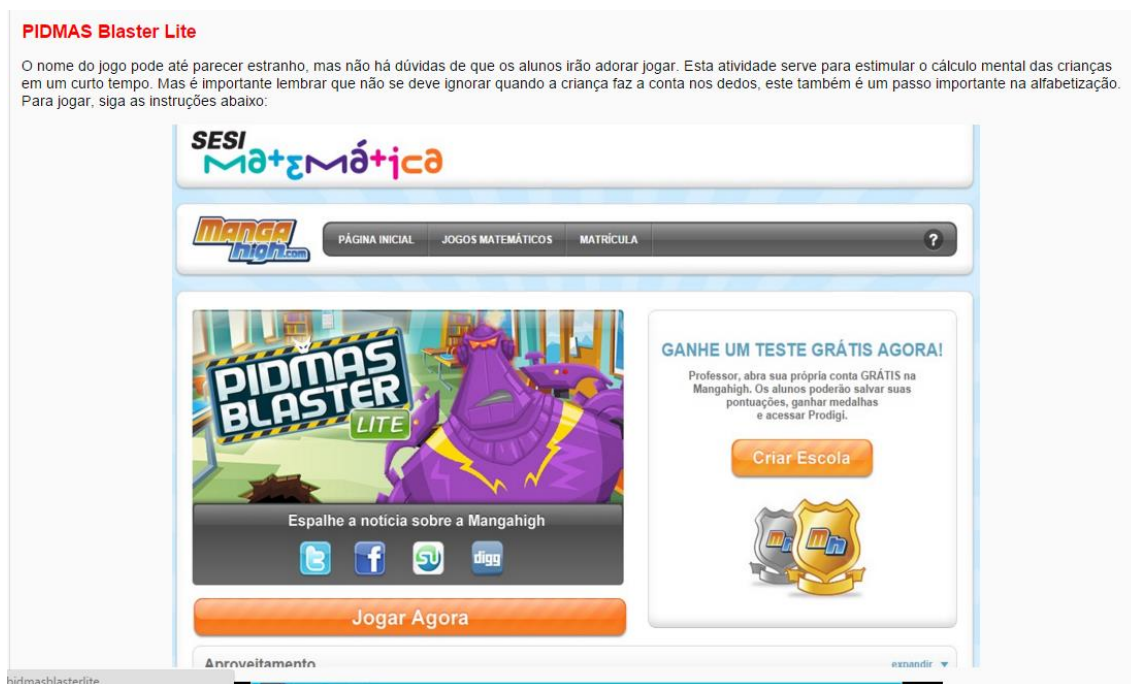 PIDMAS Blaster Lite
O nome do jogo pode até parecer estranho, mas não há dúvidas de que os alunos irão adorar jogar. Esta atividade serve para estimular o cálculo mental das crianças
em um curto tempo. Mas é importante lembrar que não se deve ignorar quando a criança faz a conta nos dedos, este também é um passo importante na alfabetização.
Para jogar, siga as instruções abaixo:
SESI
Matemática
MANGA
high.com
PÁGINA INICIAL
JOGOS MATEMÁTICOS
MATRÍCULA
?
PIDMAS
BLASTER
LITE
Espalhe a notícia sobre a Mangahigh
digg
Jogar Agora
GANHE UM TESTE GRÁTIS AGORA!
Professor, abra sua própria conta GRÁTIS na
Mangahigh. Os alunos poderão salvar suas
pontuações, ganhar medalhas
e acessar Prodigi.
Criar Escola
Aproveitamento
expandir
pidmasblasterlite